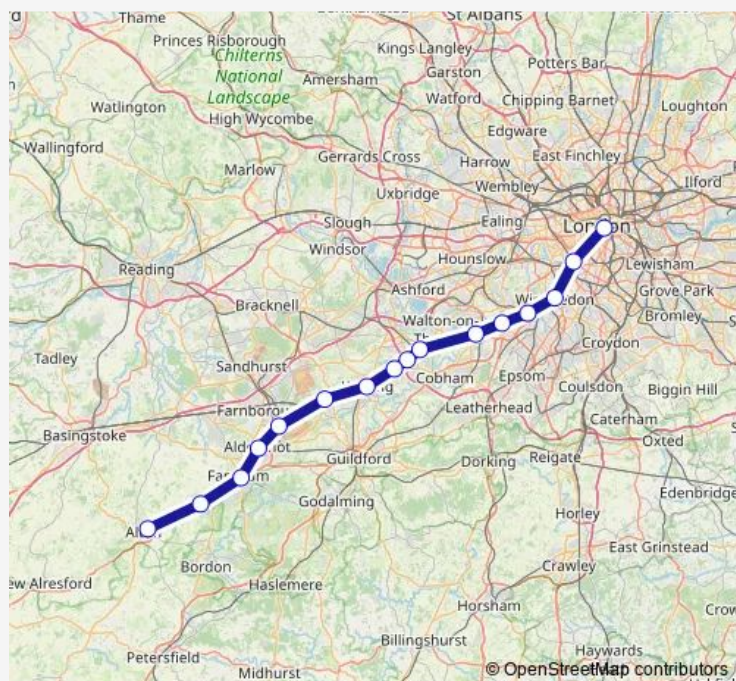 Thame
St Albans
Princes Risborough
Kings Langley
Chilterns
National
Landscape
Potters Bar
Amersham
Garston
Watford
Chipping Barnet
Loughton
Watlington
High Wycombe
Edgware
Wallingford
Gerrards Cross
Harrow
East Finchley
Marlow
Wembley
Ilford
Uxbridge
Slough
Ealing
London
Windsor
Hounslow
Lewisham
Reading
Ashford
Grove Park
Bracknell
Walton-on-
Bromley
Croydon
Tadley
Sandhurst
Cobham
Epsom
Coulsdon
Biggin Hill
Leatherhead
Caterham
Basingstoke
Oxted
Guildford
Dorking
Reigate
Edenbridge
Godalming
Horley
East Grinstead
ew Alresford
Bordon
Haslemere
Crawley
Horsham
Crow
Billingshurst
Petersfield
Midhurst
Haywards
© OpenStreetMap contributors